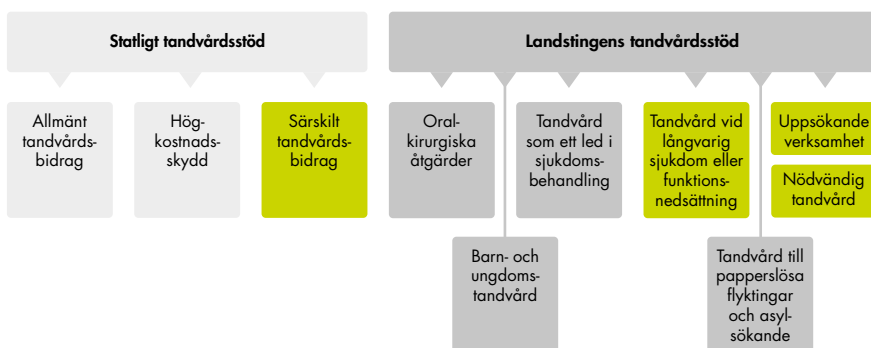 Statligt tandvårdsstöd
Landstingens tandvårdsstöd
Allmänt
tandvårds-
bidrag
Hög-
kostnads-
skydd
Särskilt
tandvårds-
bidrag
Oral-
kirurgiska
åtgärder
Tandvård
som ett led i
sjukdoms-
behandling
Tandvård vid
långvarig
sjukdom eller
funktions-
nedsättning
Uppsökande
verksamhet
Nödvändig
tandvård
Barn- och
ungdoms-
tandvård
Tandvård till
papperslösa
flyktingar
och asyl-
sökande